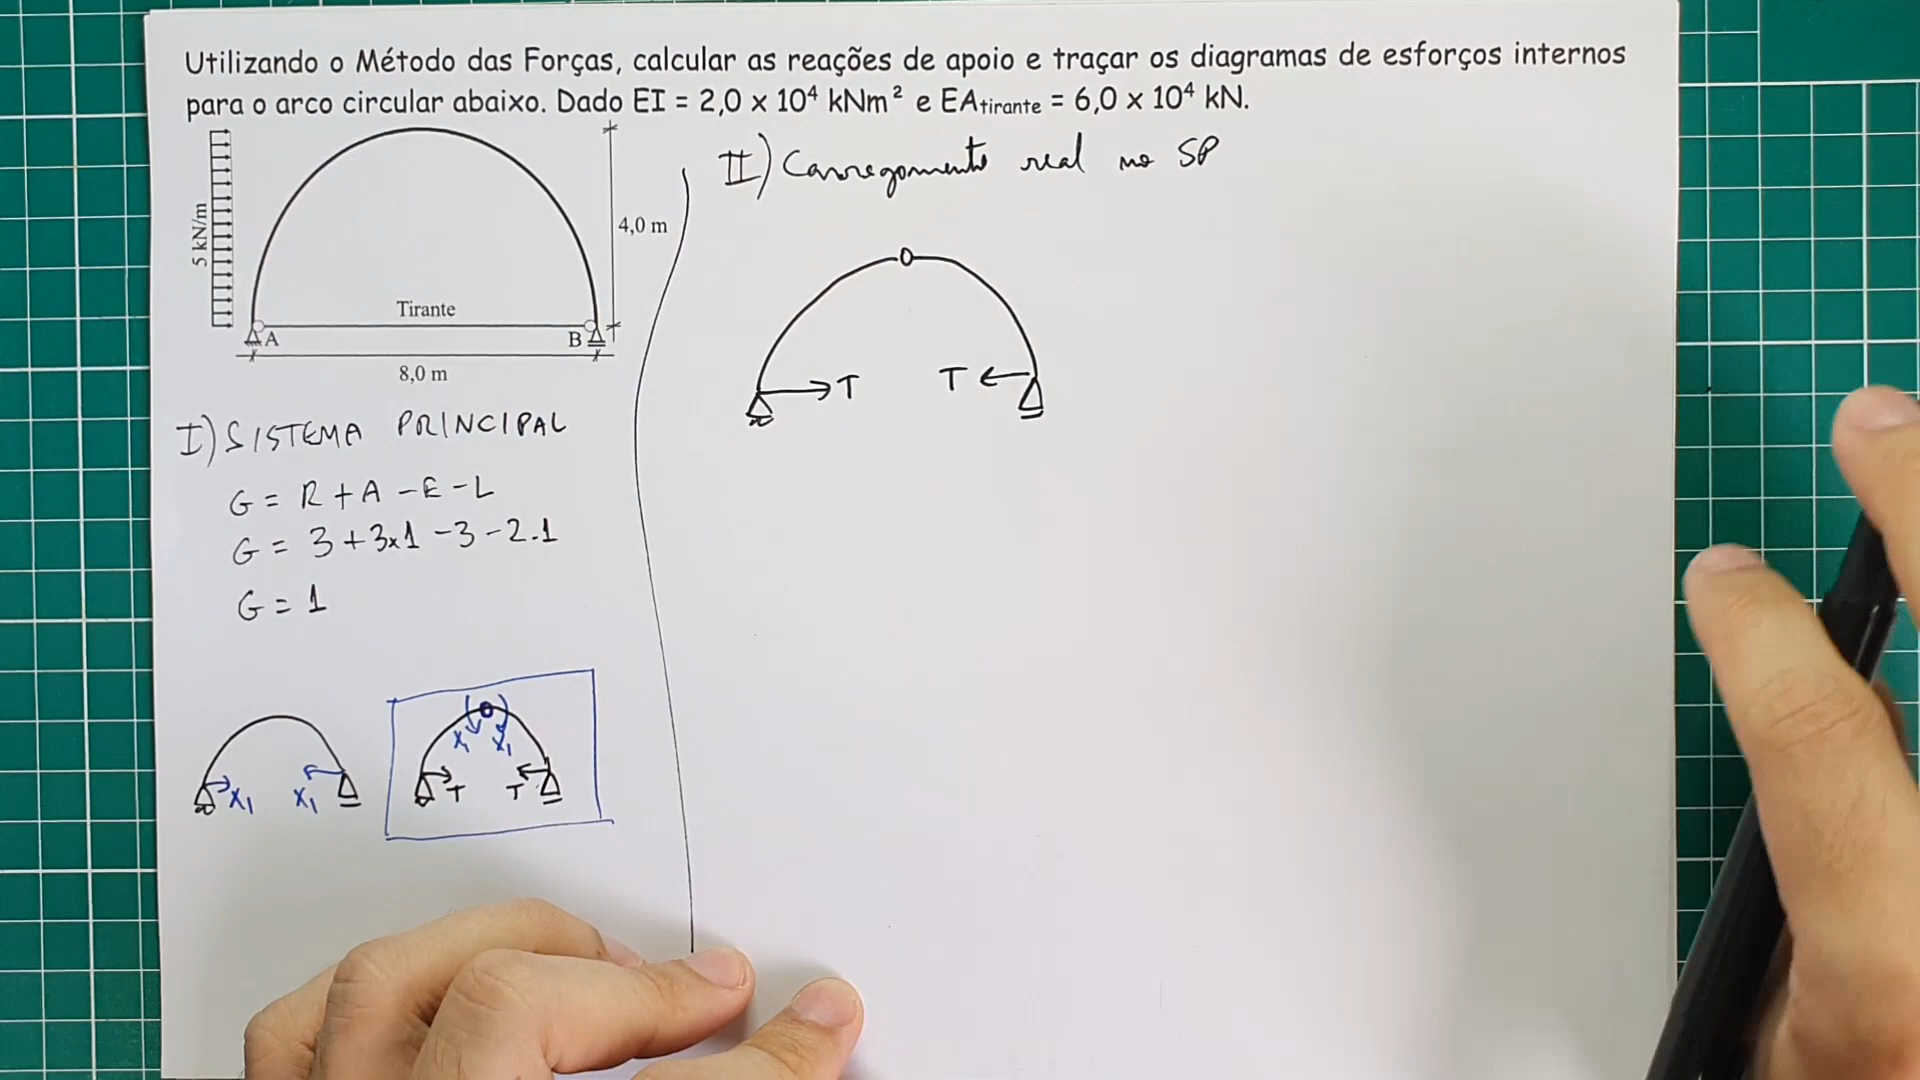 Utilizando o Método das Forças, calcular as reações de apoio e traçar os diagramas de esforços internos
para o arco circular abaixo. Dado EI = 2,0 x 10⁴ kNm² e EAtirante = 6,0 x 10⁴ kN.
5 kN/m
4,0 m
Tirante
A
B
8,0 m
I) SISTEMA PRINCIPAL
G = R + A - E - L
G = 3 + 3x1 - 3 - 2.1
G = 1
X₁ X₁
X₁ X₁
T T
II) Carregamento real no SP
T T